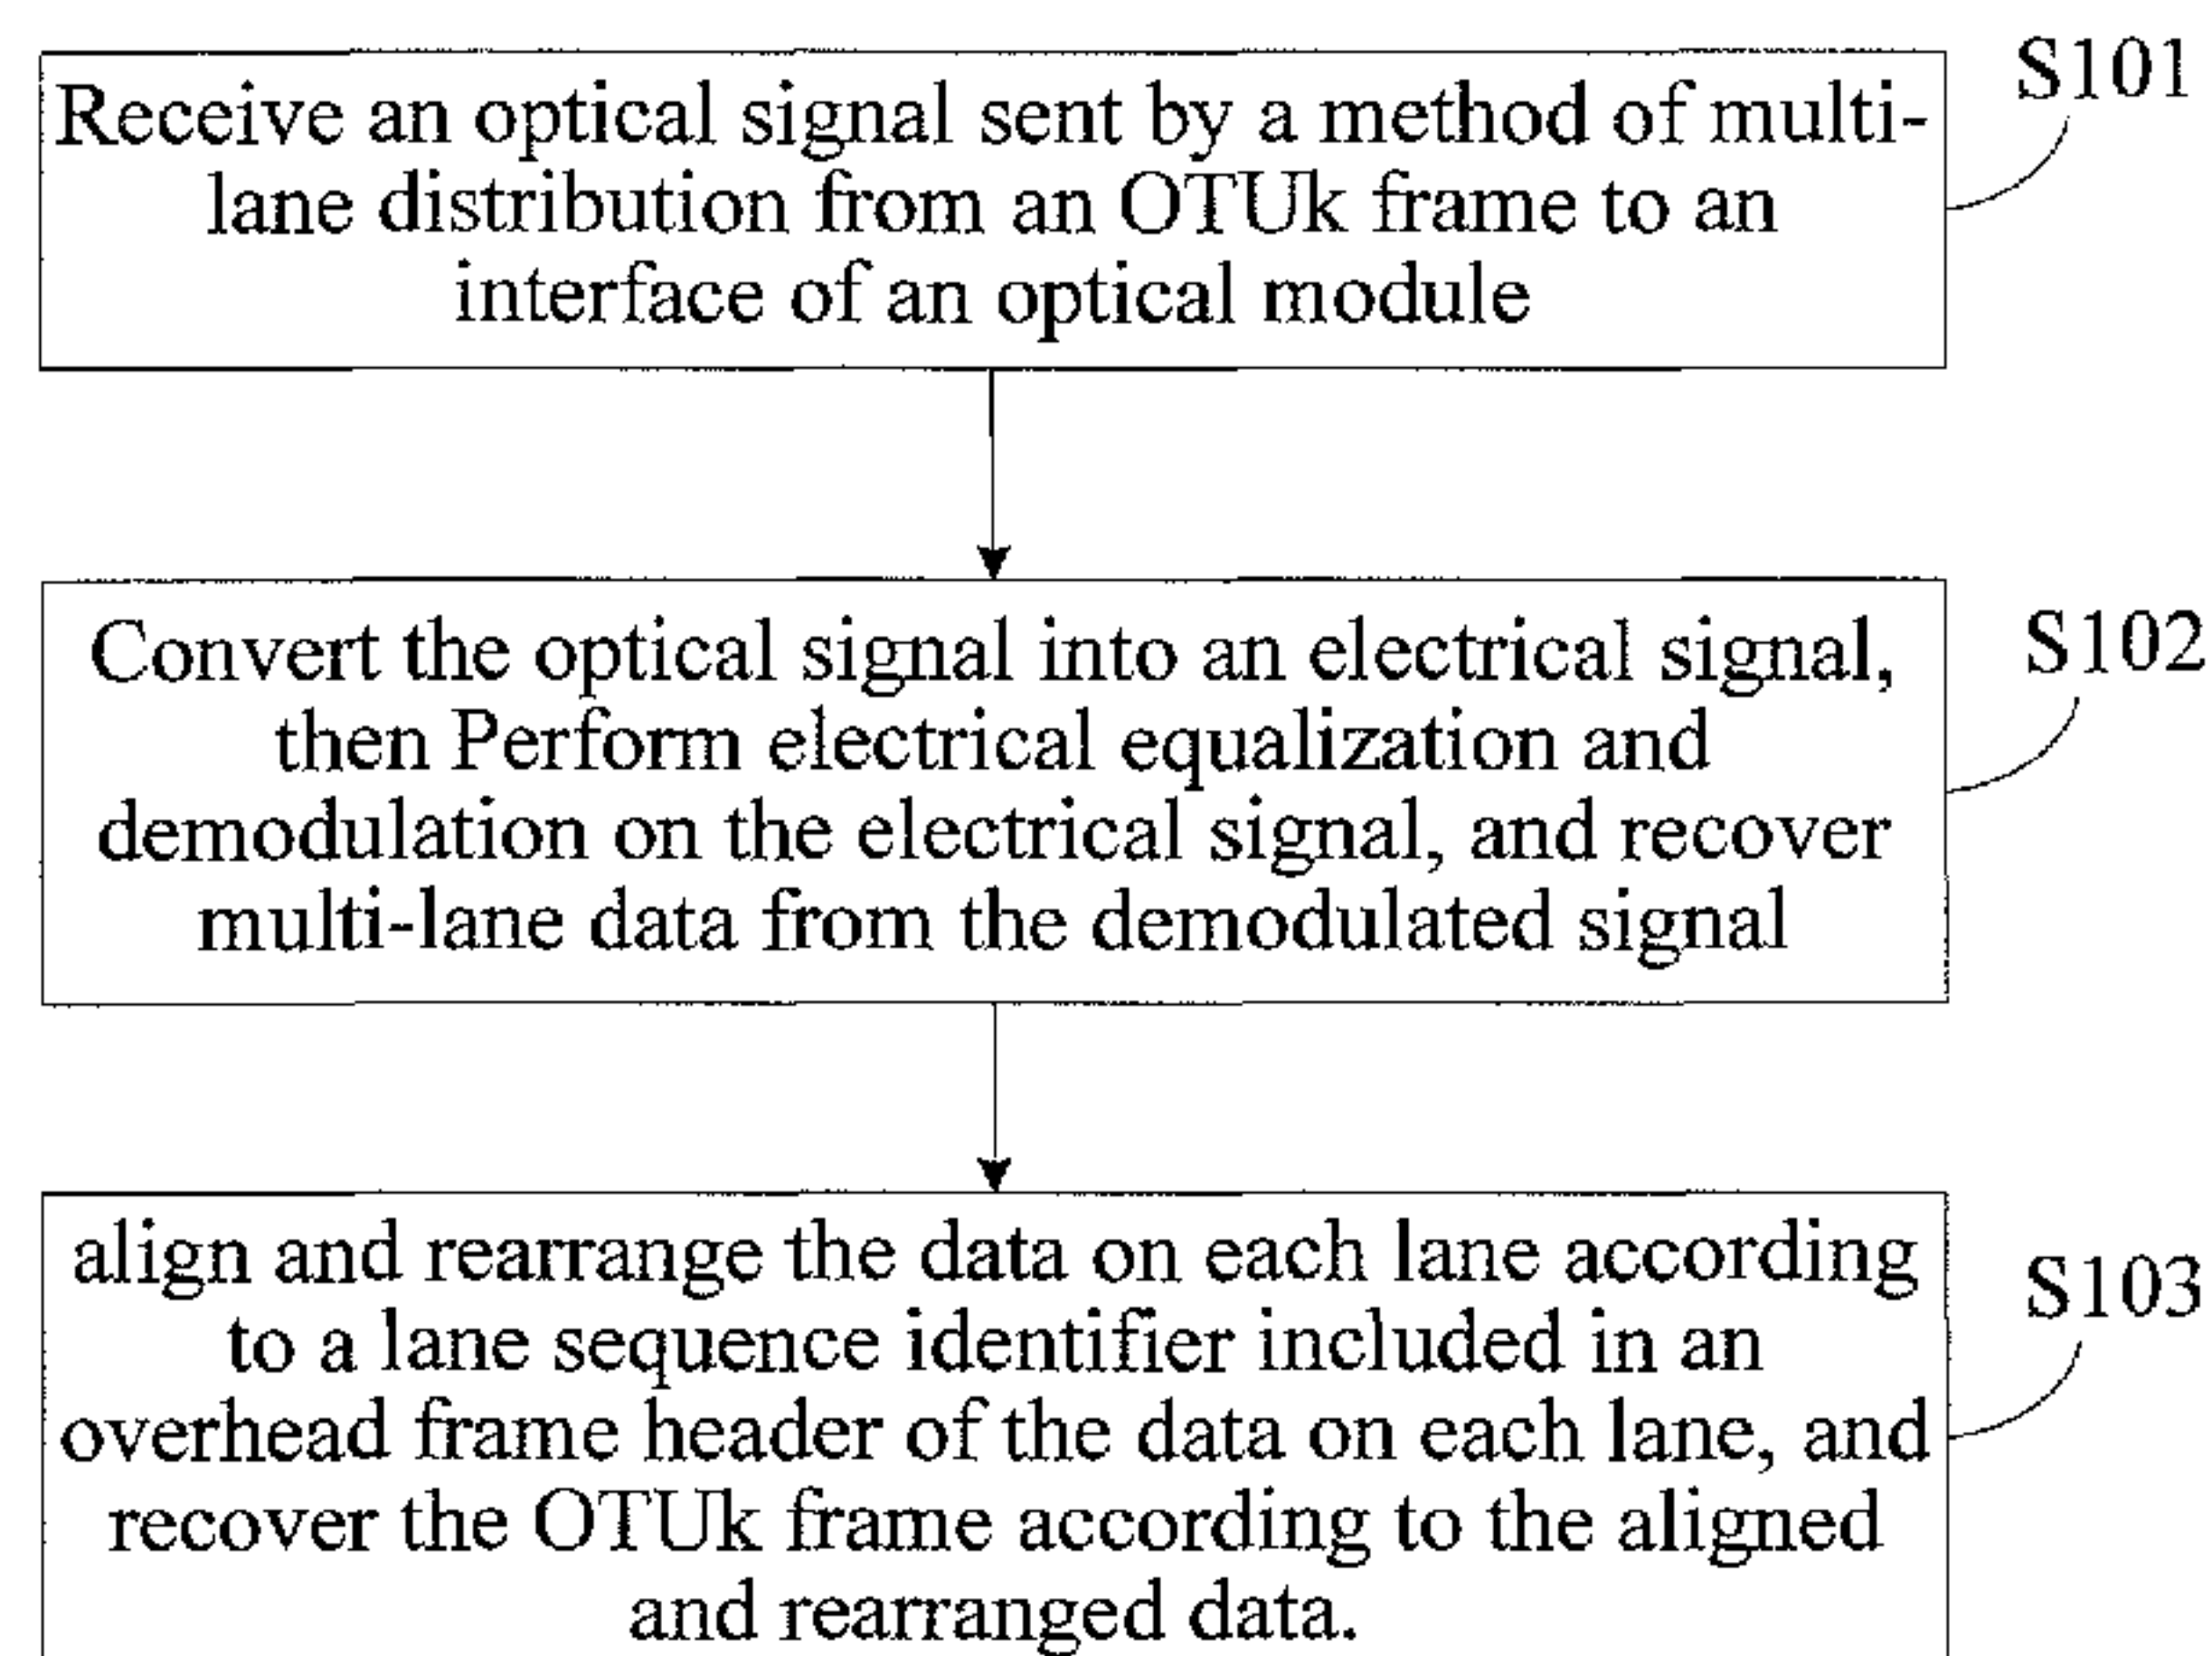 Receive an optical signal sent by a method of multi-
lane distribution from an OTUk frame to an
interface of an optical module
S101
Convert the optical signal into an electrical signal,
then Perform electrical equalization and
demodulation on the electrical signal, and recover
multi-lane data from the demodulated signal
S102
align and rearrange the data on each lane according
to a lane sequence identifier included in an
overhead frame header of the data on each lane, and
recover the OTUk frame according to the aligned
and rearranged data.
S103